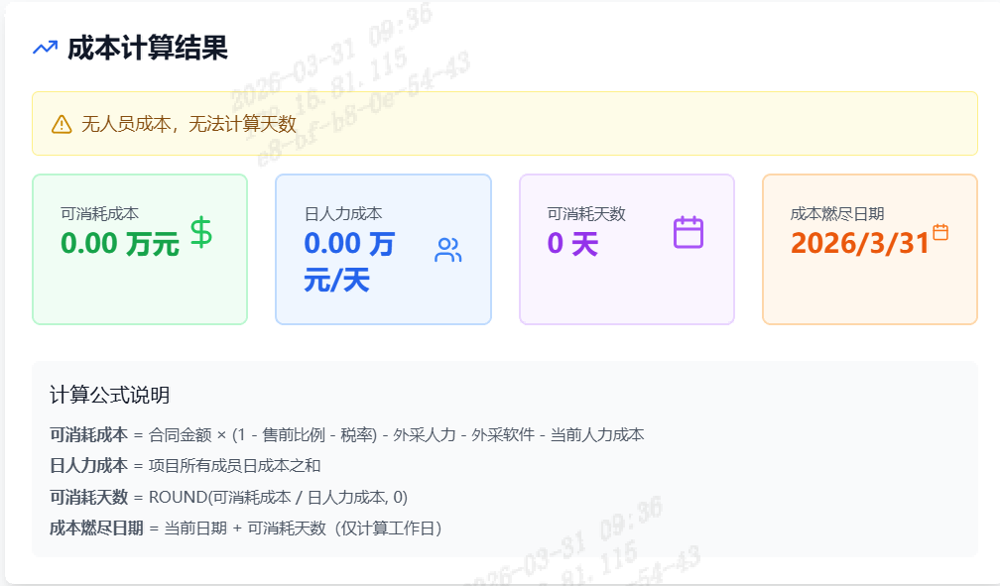 成本计算结果
无人员成本，无法计算天数
可消耗成本
0.00 万元
日人力成本
0.00 万
元/天
可消耗天数
0 天
成本燃尽日期
2026/3/31
计算公式说明
可消耗成本 = 合同金额 × (1 - 售前比例 - 税率) - 外采人力 - 外采软件 - 当前人力成本
日人力成本 = 项目所有成员日成本之和
可消耗天数 = ROUND(可消耗成本 / 日人力成本, 0)
成本燃尽日期 = 当前日期 + 可消耗天数（仅计算工作日）
2026-03-31 09:36
16.81.115
e8-bf-b8-0e-54-43
26-03-31 09:36
81.115
54-43